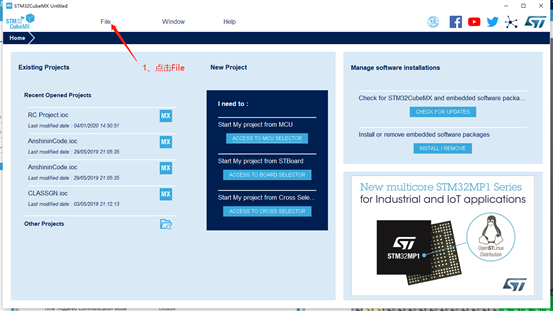 STM32CubeMX Untitled
STM32
CubeMX
File
Window
Help
Home
1、点击File
Existing Projects
Recent Opened Projects
RC Project.ioc
Last modified date : 04/01/2020 14:50:51
MX
AnshininCode.ioc
Last modified date : 29/05/2019 21:05:35
MX
AnshininCode.ioc
Last modified date : 29/05/2019 21:05:35
MX
CLASSGN.ioc
Last modified date : 03/05/2018 21:12:13
MX
Other Projects
New Project
I need to :
Start My project from MCU
ACCESS TO MCU SELECTOR
Start My project from STBoard
ACCESS TO BOARD SELECTOR
Start My project from Cross Sele...
ACCESS TO CROSS SELECTOR
Manage software installations
Check for STM32CubeMX and embedded software packa...
CHECK FOR UPDATES
Install or remove embedded software packages
INSTALL / REMOVE
New multicore STM32MP1 Series
for Industrial and IoT applications
STM32MP1
OpenSTLinux
Distribution